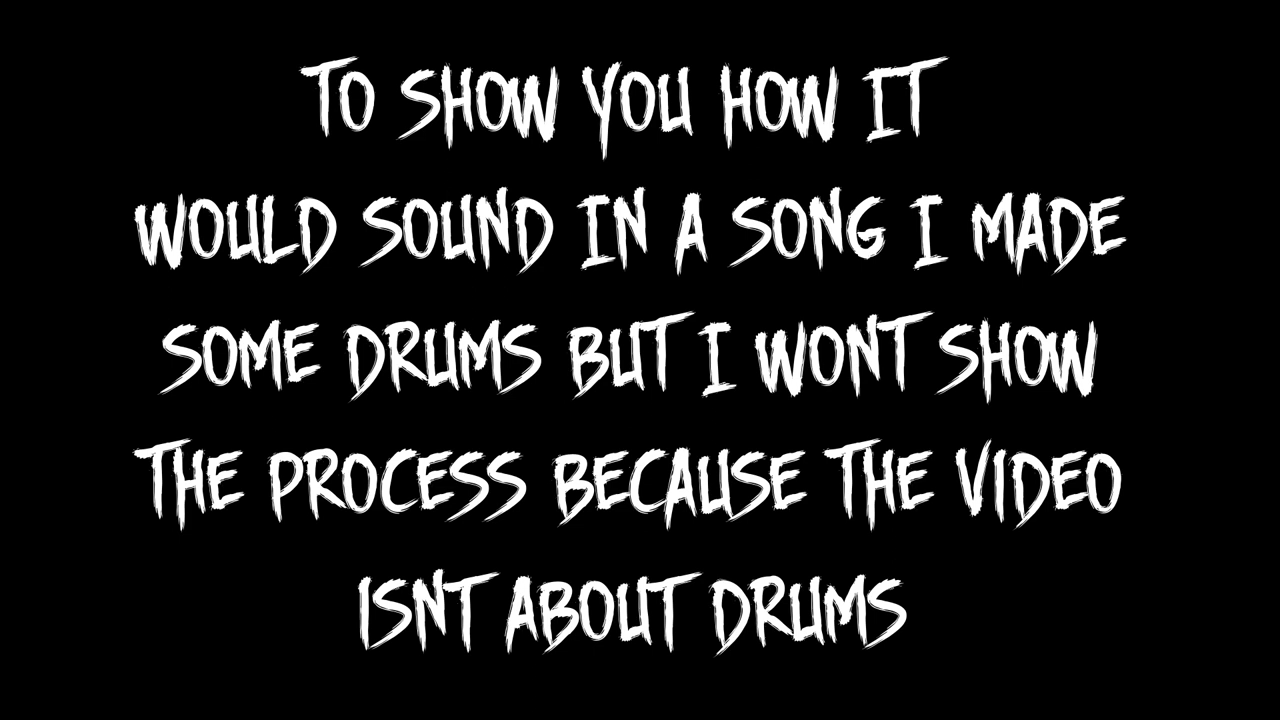 TO SHOW YOU HOW IT
WOULD SOUND IN A SONG I MADE
SOME DRUMS BUT I WONT SHOW
THE PROCESS BECAUSE THE VIDEO
ISNT ABOUT DRUMS